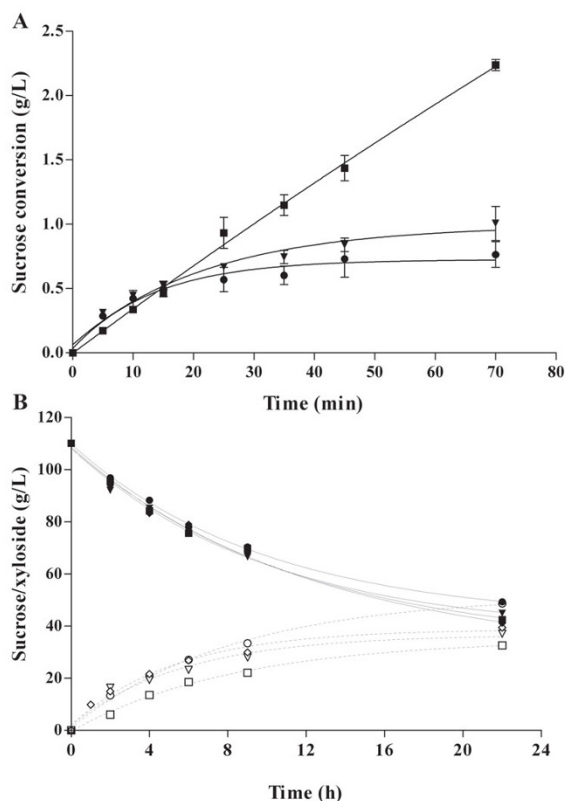 A
Sucrose conversion (g/L)
2.5
2.0
1.5
1.0
0.5
0.0
0 10 20 30 40 50 60 70 80
Time (min)
B
Sucrose/xyloside (g/L)
120
100
80
60
40
20
0
0 4 8 12 16 20 24
Time (h)